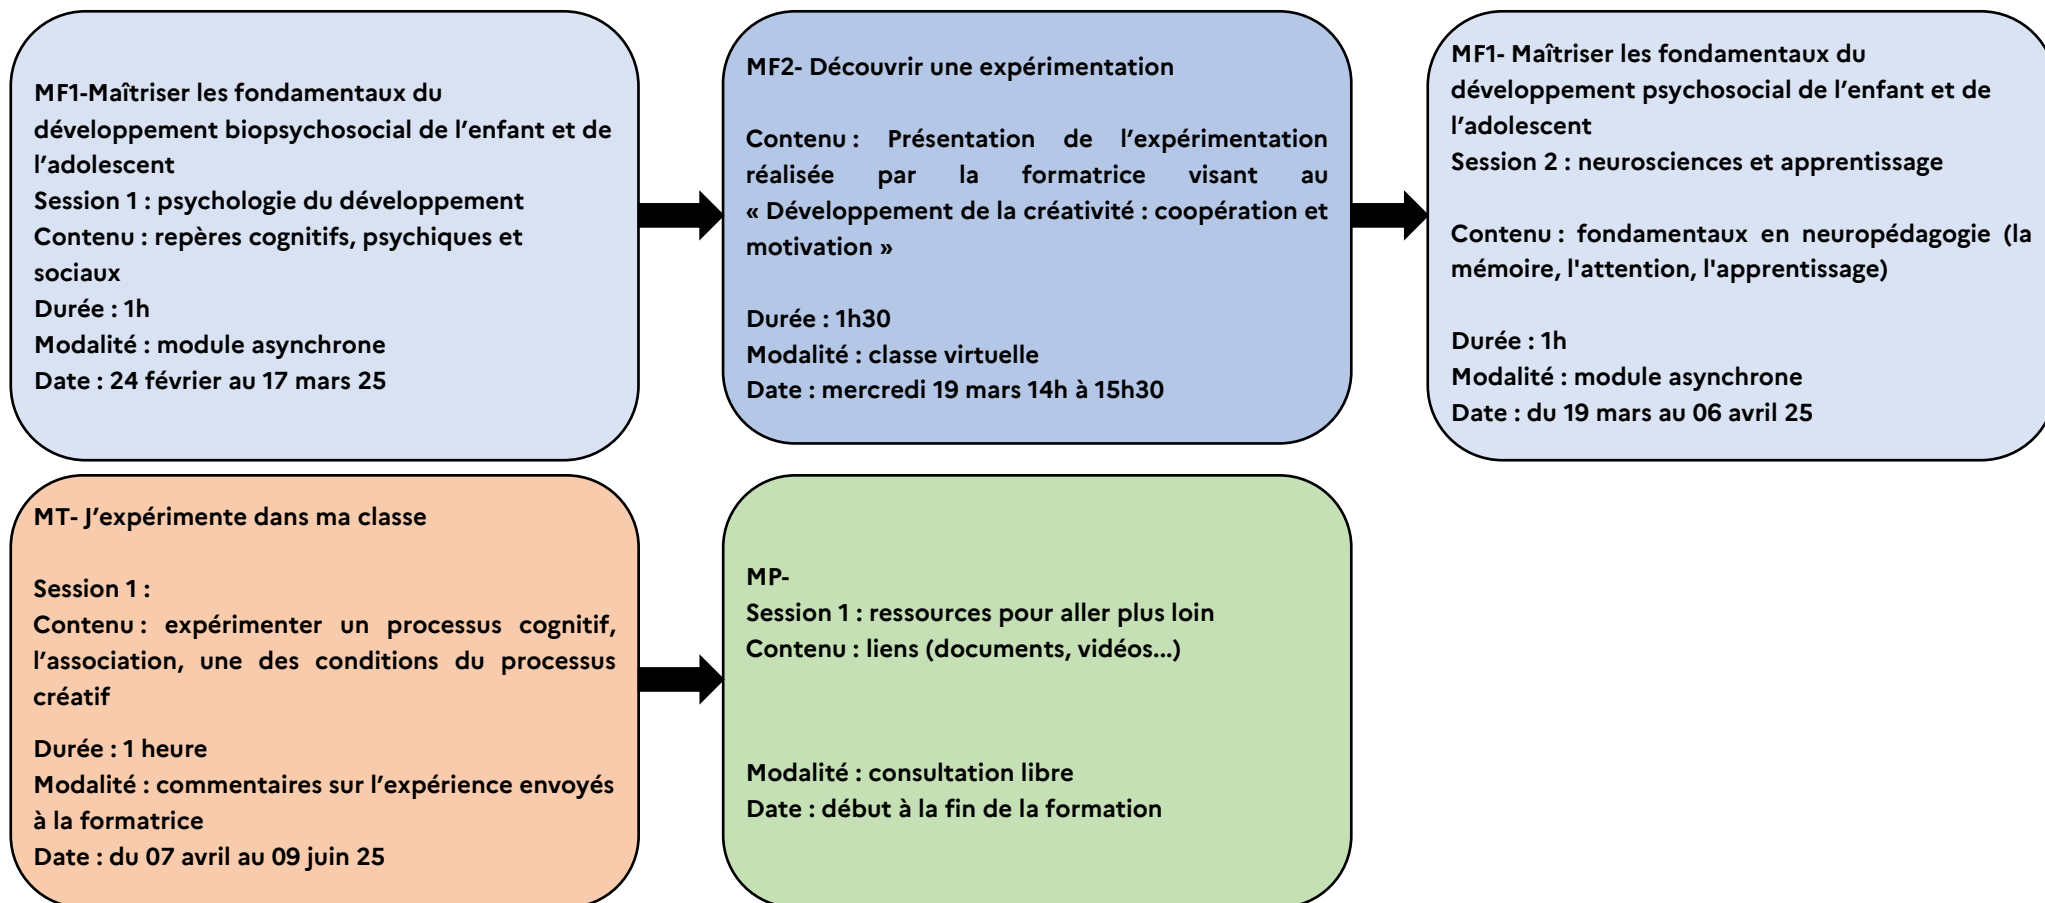 MF1-Maîtriser les fondamentaux du
développement biopsychosocial de l’enfant et de
l’adolescent
Session 1 : psychologie du développement
Contenu : repères cognitifs, psychiques et
sociaux
Durée : 1h
Modalité : module asynchrone
Date : 24 février au 17 mars 25
MF2- Découvrir une expérimentation
Contenu : Présentation de l’expérimentation
réalisée par la formatrice visant au
« Développement de la créativité : coopération et
motivation »
Durée : 1h30
Modalité : classe virtuelle
Date : mercredi 19 mars 14h à 15h30
MF1- Maîtriser les fondamentaux du
développement psychosocial de l’enfant et de
l’adolescent
Session 2 : neurosciences et apprentissage
Contenu : fondamentaux en neuropédagogie (la
mémoire, l'attention, l'apprentissage)
Durée : 1h
Modalité : module asynchrone
Date : du 19 mars au 06 avril 25
MT- J’expérimente dans ma classe
Session 1 :
Contenu : expérimenter un processus cognitif,
l’association, une des conditions du processus
créatif
Durée : 1 heure
Modalité : commentaires sur l’expérience envoyés
à la formatrice
Date : du 07 avril au 09 juin 25
MP-
Session 1 : ressources pour aller plus loin
Contenu : liens (documents, vidéos...)
Modalité : consultation libre
Date : début à la fin de la formation